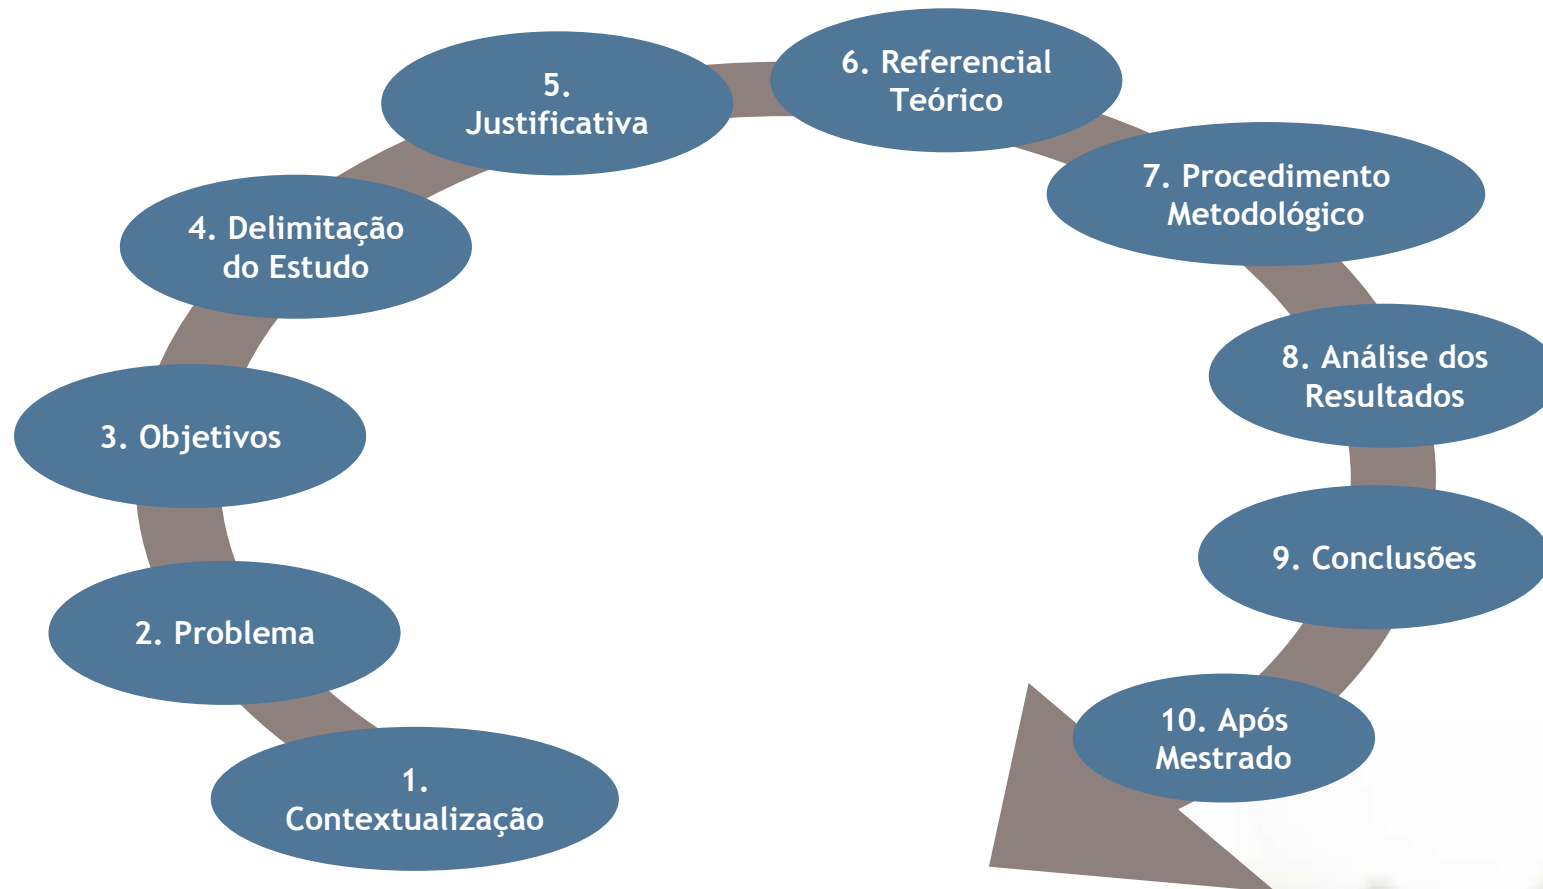 1.
Contextualização
2. Problema
3. Objetivos
4. Delimitação
do Estudo
5.
Justificativa
6. Referencial
Teórico
7. Procedimento
Metodológico
8. Análise dos
Resultados
9. Conclusões
10. Após
Mestrado